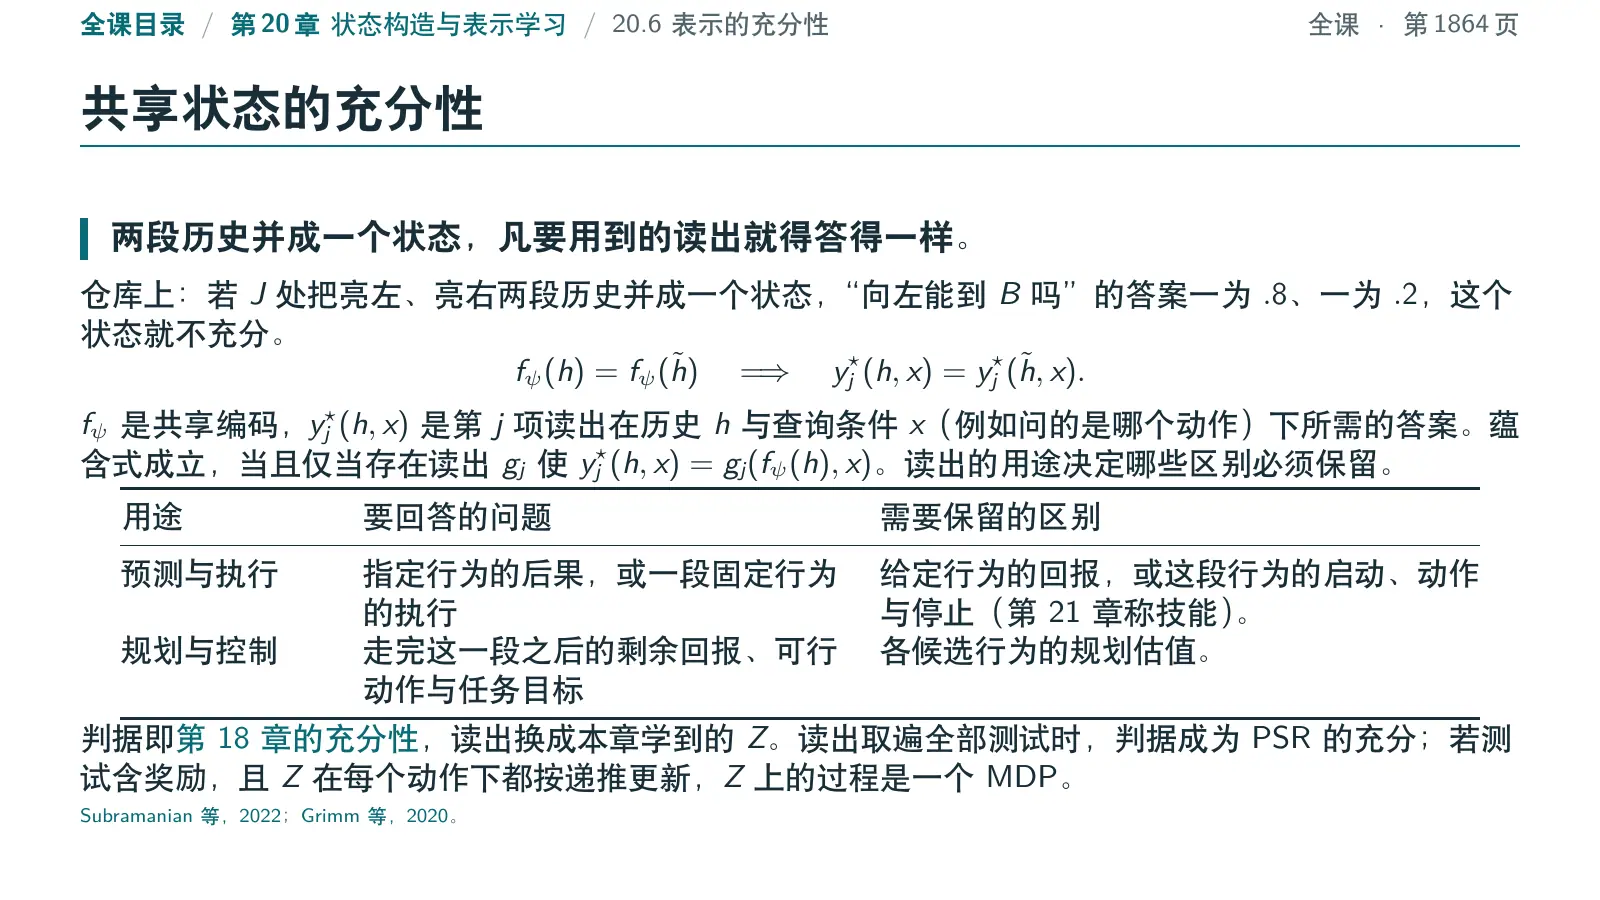 全课目录 / 第 20 章 状态构造与表示学习 / 20.6 表示的充分性
全课 · 第 1864 页
共享状态的充分性
两段历史并成一个状态，凡要用到的读出就得答得一样。
仓库上：若 J 处把亮左、亮右两段历史并成一个状态，“向左能到 B 吗” 的答案一为 .8、一为 .2，这个
状态就不充分。
f_ψ(h) = f_ψ(h̃) ⟹ y_j^⋆(h, x) = y_j^⋆(h̃, x).
f_ψ 是共享编码，y_j^⋆(h, x) 是第 j 项读出在历史 h 与查询条件 x（例如问的是哪个动作）下所需的答案。蕴
含式成立，当且仅当存在读出 g_j 使 y_j^⋆(h, x) = g_j(f_ψ(h), x)。读出的用途决定哪些区别必须保留。
用途 要回答的问题 需要保留的区别
预测与执行 指定行为的后果，或一段固定行为 给定行为的回报，或这段行为的启动、动作
的执行 与停止（第 21 章称技能）。
规划与控制 走完这一段之后的剩余回报、可行 各候选行为的规划估值。
动作与任务目标
判据即第 18 章的充分性，读出换成本章学到的 Z。读出取遍全部测试时，判据成为 PSR 的充分；若测
试含奖励，且 Z 在每个动作下都按递推更新，Z 上的过程是一个 MDP。
Subramanian 等，2022；Grimm 等，2020。